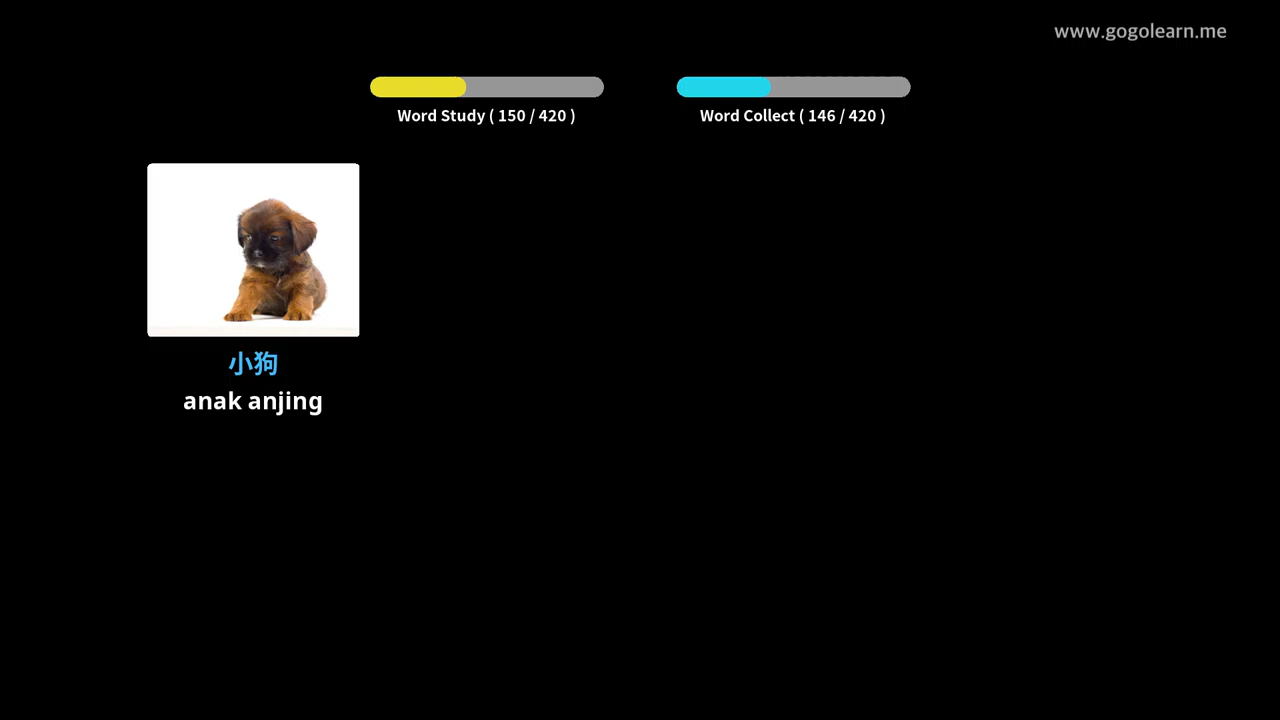 www.gogolearn.me
Word Study ( 150 / 420 )
Word Collect ( 146 / 420 )
小狗
anak anjing